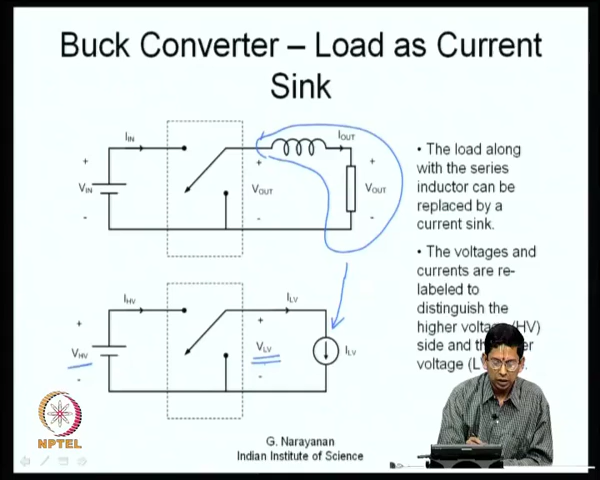 Buck Converter – Load as Current
Sink
I_IN
I_OUT
+
+
+
V_IN
V_OUT
V_OUT
-
-
-
• The load along
with the series
inductor can be
replaced by a
current sink.
• The voltages and
currents are re-
labeled to
distinguish the
higher voltage (HV)
side and the
voltage (L
I_HV
I_LV
+
+
V_HV
V_LV
I_LV
-
-
NPTEL
G. Narayanan
Indian Institute of Science